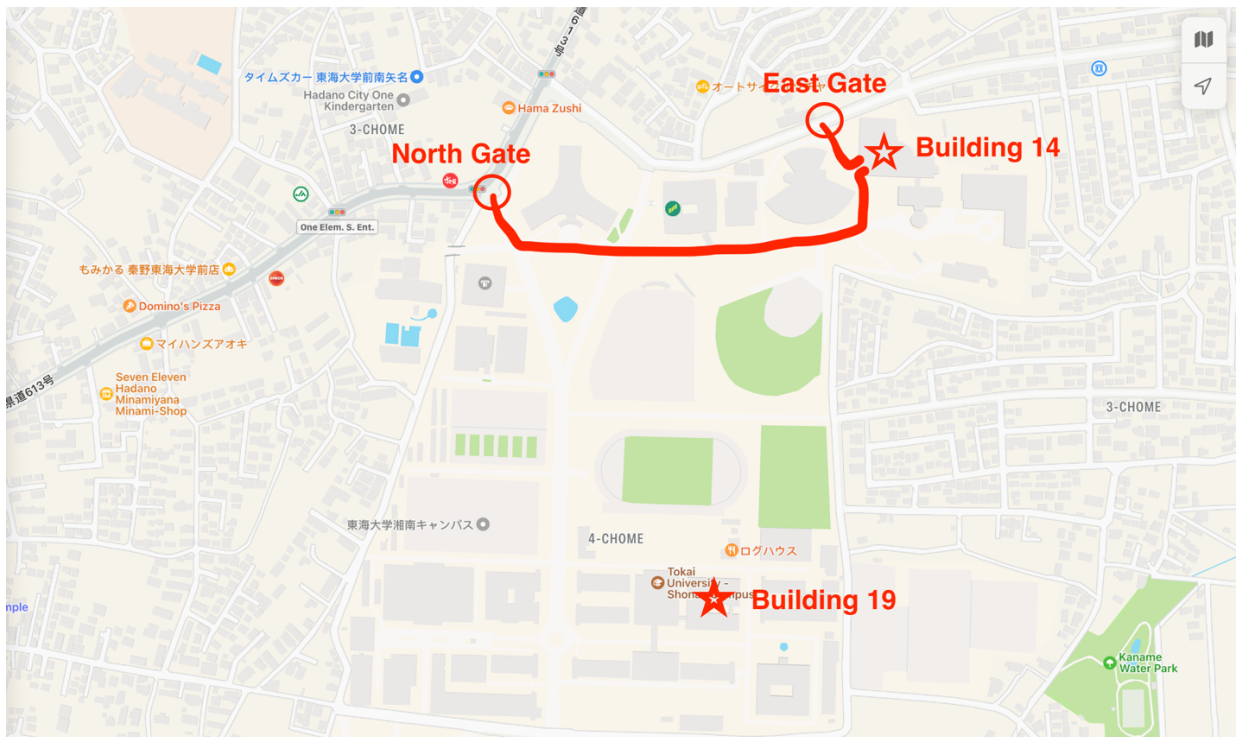 613号
タイムズカー 東海大学前南矢名
Hadano City One
Kindergarten
3-CHOME
Hama Zushi
East Gate
North Gate
Building 14
One Elem. S. Ent.
もみかる 秦野東海大学前店
Domino's Pizza
マイハンズアオキ
Seven Eleven
Hadano
Minamiyana
Minami-Shop
県道613号
3-CHOME
東海大学湘南キャンパス
4-CHOME
ログハウス
Tokai
University -
Building 19
Kaname
Water Park